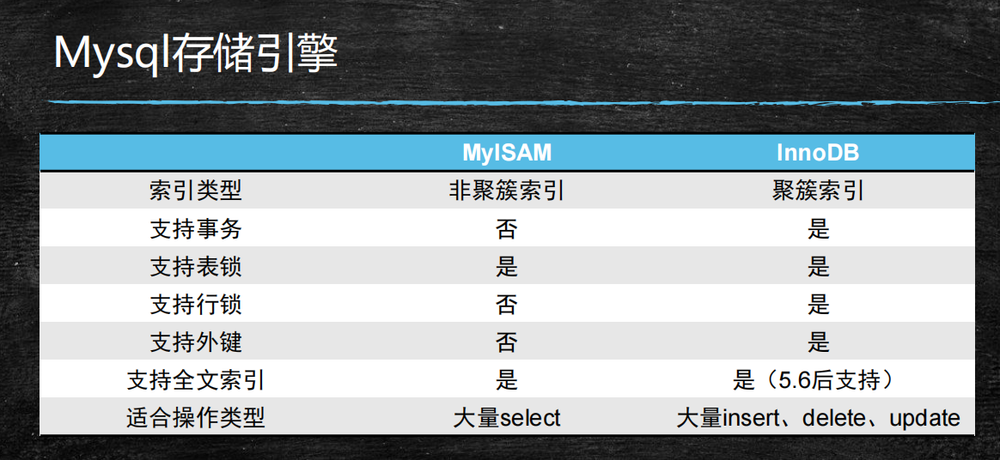 Mysql存储引擎
MyISAM InnoDB
索引类型 非聚簇索引 聚簇索引
支持事务 否 是
支持表锁 是 是
支持行锁 否 是
支持外键 否 是
支持全文索引 是 是（5.6后支持）
适合操作类型 大量select 大量insert、delete、update